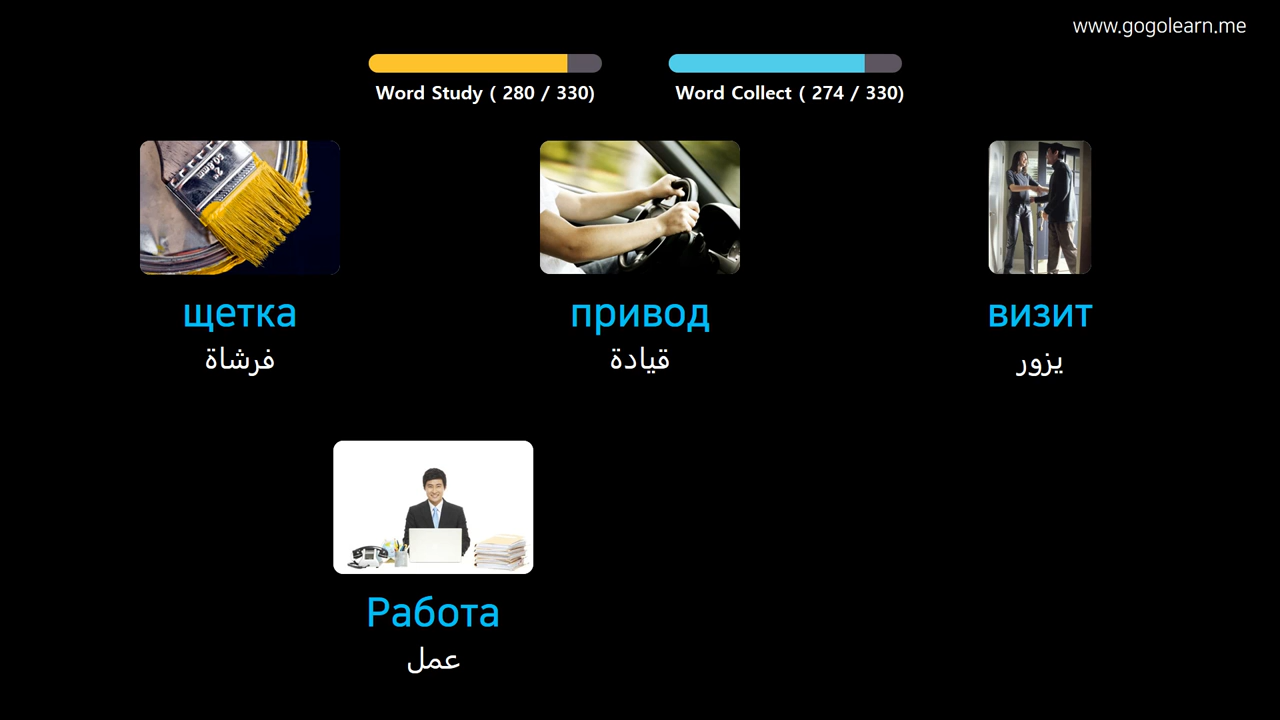 www.gogolearn.me
Word Study ( 280 / 330)
Word Collect ( 274 / 330)
щетка
فرشاة
привод
قيادة
визит
يزور
Работа
عمل